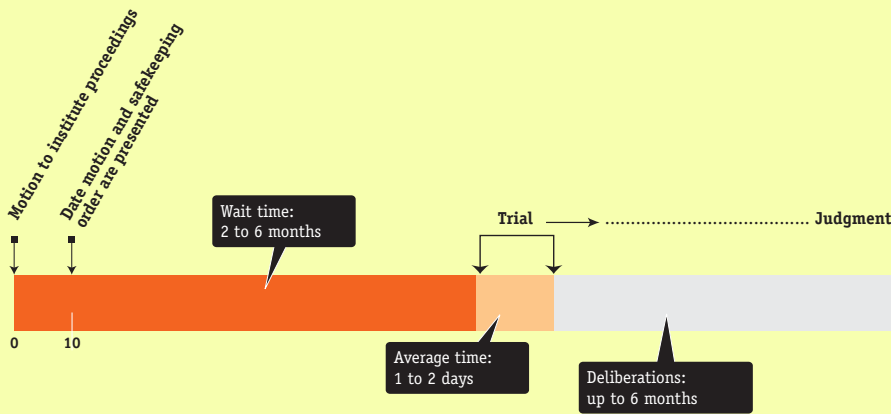 Motion to institute proceedings
Date motion and safekeeping
order are presented
Wait time:
2 to 6 months
Trial
Judgment
0
10
Average time:
1 to 2 days
Deliberations:
up to 6 months